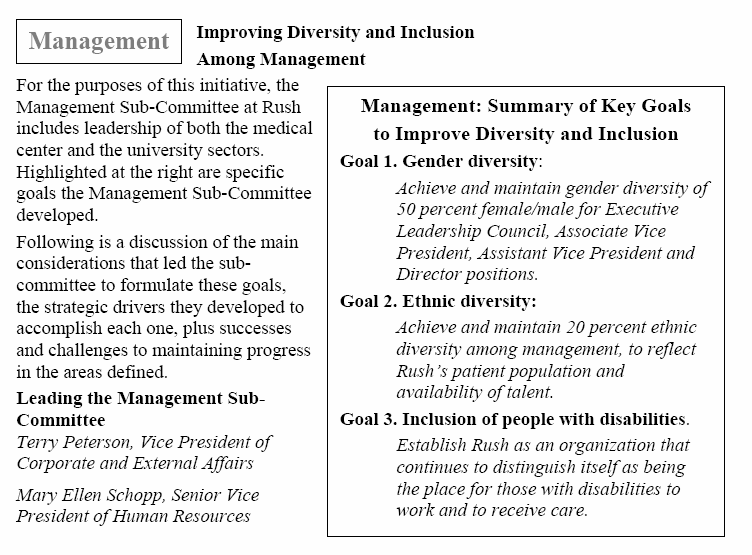 Management
Improving Diversity and Inclusion
Among Management
For the purposes of this initiative, the
Management Sub-Committee at Rush
includes leadership of both the medical
center and the university sectors.
Highlighted at the right are specific
goals the Management Sub-Committee
developed.
Following is a discussion of the main
considerations that led the sub-
committee to formulate these goals,
the strategic drivers they developed to
accomplish each one, plus successes
and challenges to maintaining progress
in the areas defined.
Leading the Management Sub-
Committee
Terry Peterson, Vice President of
Corporate and External Affairs
Mary Ellen Schopp, Senior Vice
President of Human Resources
Management: Summary of Key Goals
to Improve Diversity and Inclusion
Goal 1. Gender diversity:
Achieve and maintain gender diversity of
50 percent female/male for Executive
Leadership Council, Associate Vice
President, Assistant Vice President and
Director positions.
Goal 2. Ethnic diversity:
Achieve and maintain 20 percent ethnic
diversity among management, to reflect
Rush's patient population and
availability of talent.
Goal 3. Inclusion of people with disabilities.
Establish Rush as an organization that
continues to distinguish itself as being
the place for those with disabilities to
work and to receive care.